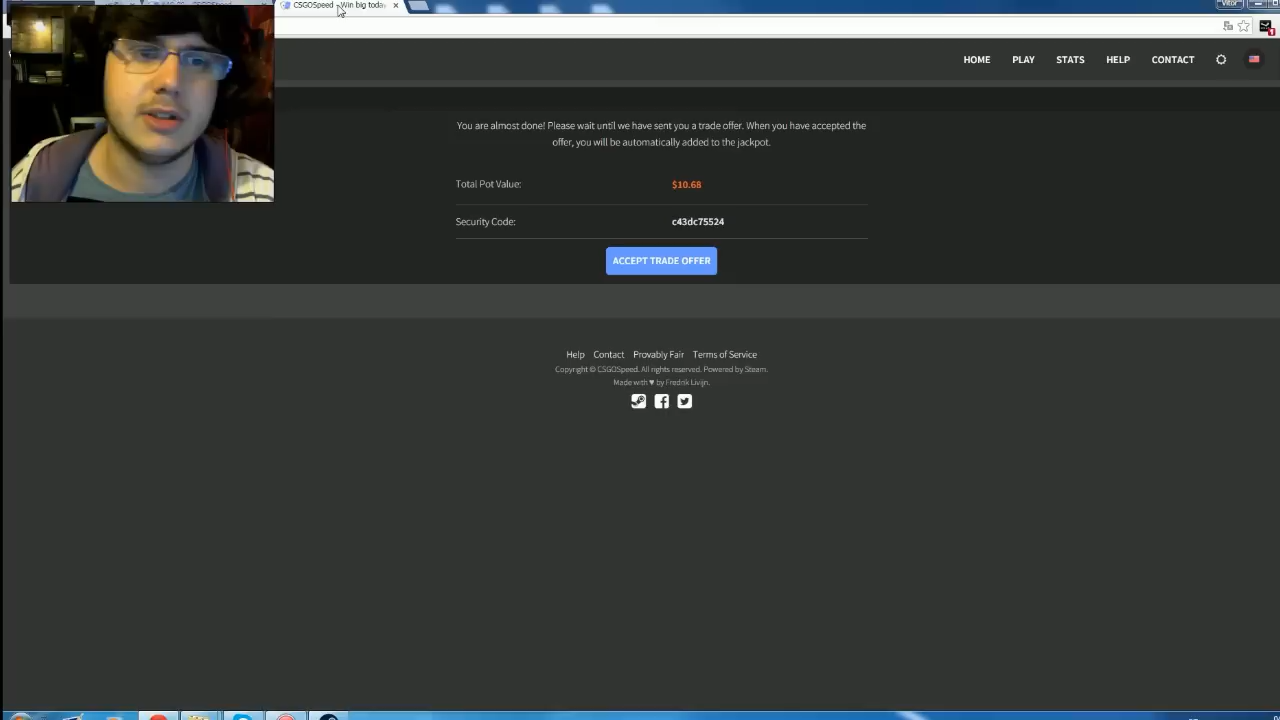 CSGOSpeed - Win big today
Vitor
HOME PLAY STATS HELP CONTACT
You are almost done! Please wait until we have sent you a trade offer. When you have accepted the
offer, you will be automatically added to the jackpot.
Total Pot Value: $10.68
Security Code: c43dc75524
ACCEPT TRADE OFFER
Help Contact Provably Fair Terms of Service
Copyright © CSGOSpeed. All rights reserved. Powered by Steam.
Made with ♥ by Fredrik Livijn.